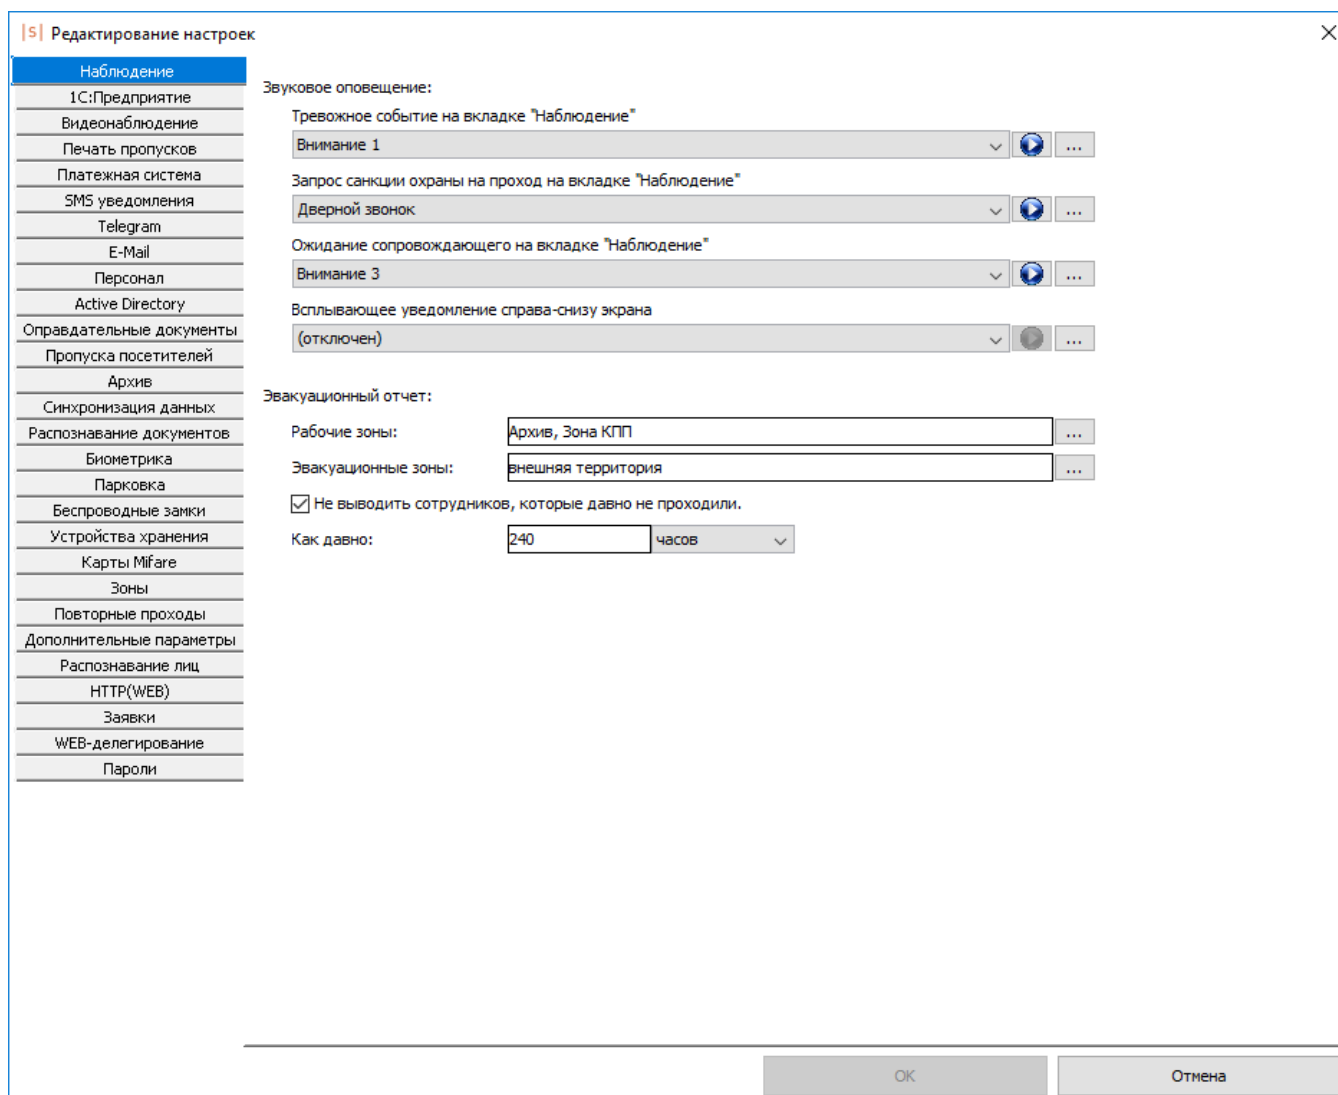 |S| Редактирование настроек
Наблюдение
1С:Предприятие
Видеонаблюдение
Печать пропусков
Платежная система
SMS уведомления
Telegram
E-Mail
Персонал
Active Directory
Оправдательные документы
Пропуска посетителей
Архив
Синхронизация данных
Распознавание документов
Биометрика
Парковка
Беспроводные замки
Устройства хранения
Карты Mifare
Зоны
Повторные проходы
Дополнительные параметры
Распознавание лиц
HTTP(WEB)
Заявки
WEB-делегирование
Пароли
Звуковое оповещение:
Тревожное событие на вкладке "Наблюдение"
Внимание 1
...
Запрос санкции охраны на проход на вкладке "Наблюдение"
Дверной звонок
...
Ожидание сопровождающего на вкладке "Наблюдение"
Внимание 3
...
Всплывающее уведомление справа-снизу экрана
(отключен)
...
Эвакуационный отчет:
Рабочие зоны: Архив, Зона КПП ...
Эвакуационные зоны: внешняя территория ...
Не выводить сотрудников, которые давно не проходили.
Как давно: 240 часов
OK Отмена